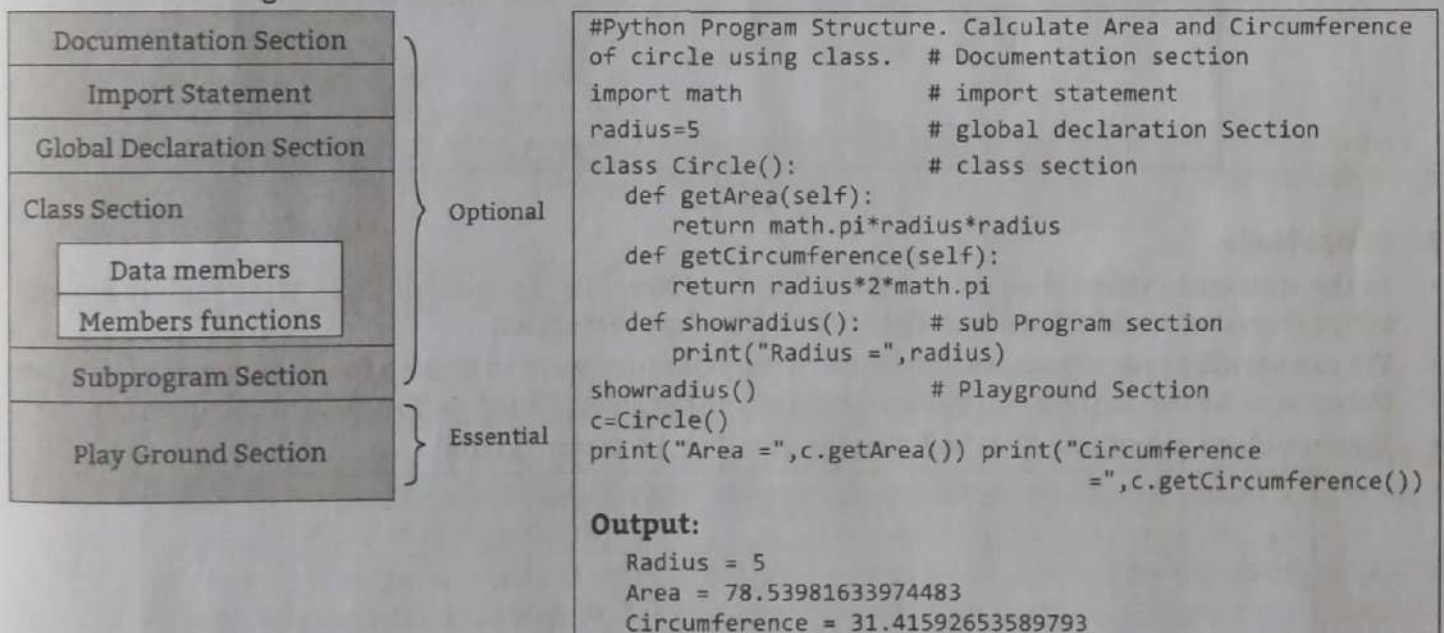 Documentation Section
Import Statement
Global Declaration Section
Class Section
Data members
Members functions
Subprogram Section
Play Ground Section
Optional
Essential
#Python Program Structure. Calculate Area and Circumference
of circle using class. # Documentation section
import math # import statement
radius=5 # global declaration Section
class Circle(): # class section
def getArea(self):
return math.pi*radius*radius
def getCircumference(self):
return radius*2*math.pi
def showradius(): # sub Program section
print("Radius =",radius)
showradius() # Playground Section
c=Circle()
print("Area =",c.getArea()) print("Circumference
=",c.getCircumference())
Output:
Radius = 5
Area = 78.53981633974483
Circumference = 31.41592653589793